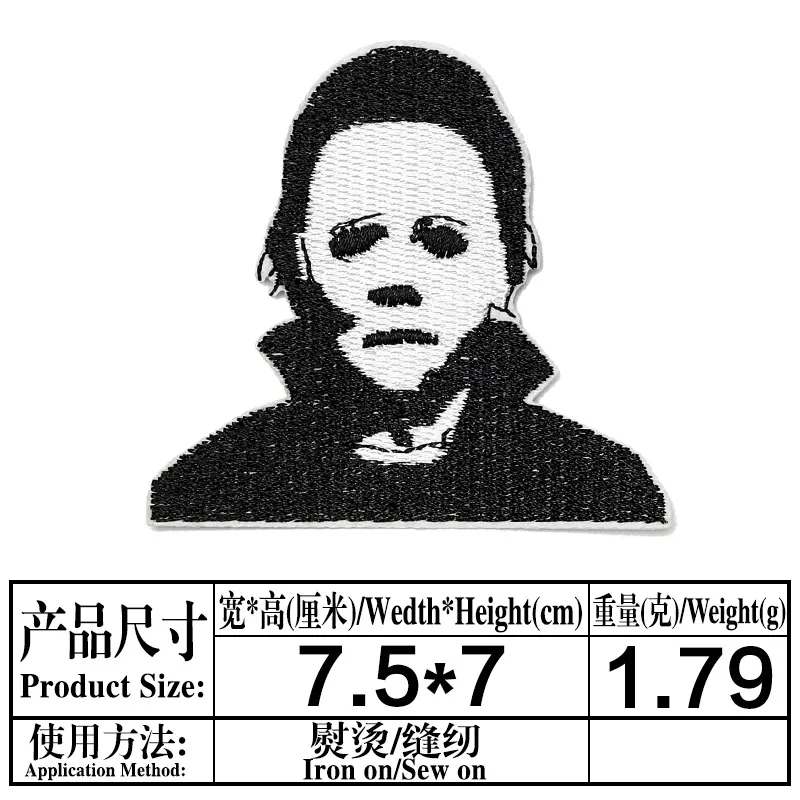 产品尺寸
Product Size:
宽*高(厘米)/Wedth*Height(cm)
重量(克)/Weight(g)
7.5*7
1.79
使用方法:
Application Method:
熨烫/缝纫
Iron on/Sew on